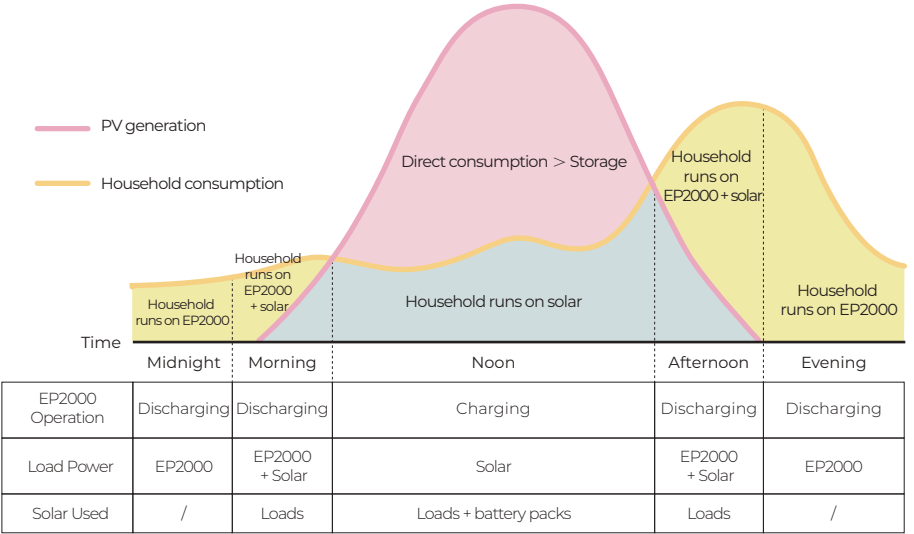 PV generation
Household consumption
Direct consumption > Storage
Household
runs on
EP2000 + solar
Household
runs on
EP2000
+ solar
Household
runs on EP2000
Household runs on solar
Household
runs on EP2000
Time
Midnight
Morning
Noon
Afternoon
Evening
EP2000
Operation
Discharging
Discharging
Charging
Discharging
Discharging
Load Power
EP2000
EP2000
+ Solar
Solar
EP2000
+ Solar
EP2000
Solar Used
/
Loads
Loads + battery packs
Loads
/